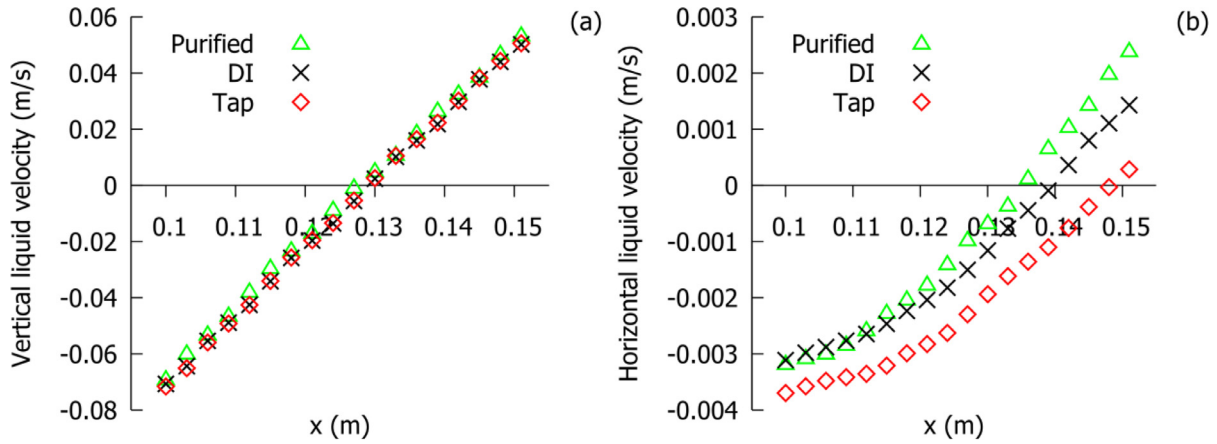 (a)
Vertical liquid velocity (m/s)
0.06
0.04
0.02
0
-0.02
-0.04
-0.06
-0.08
Purified
DI
Tap
0.1 0.11 0.12 0.13 0.14 0.15
x (m)
(b)
Horizontal liquid velocity (m/s)
0.003
0.002
0.001
0
-0.001
-0.002
-0.003
-0.004
Purified
DI
Tap
0.1 0.11 0.12 0.13 0.14 0.15
x (m)